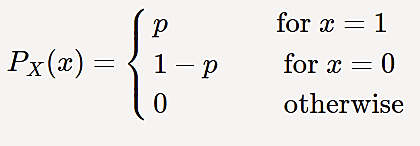 p for x = 1
P_X(x) = { 1 − p for x = 0
0 otherwise